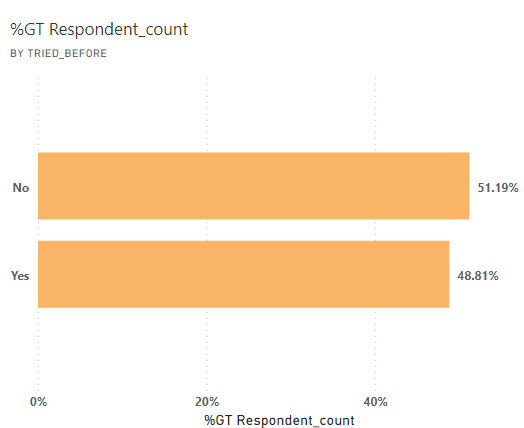 %GT Respondent_count
BY TRIED_BEFORE
No
51.19%
Yes
48.81%
0%
20%
40%
%GT Respondent_count